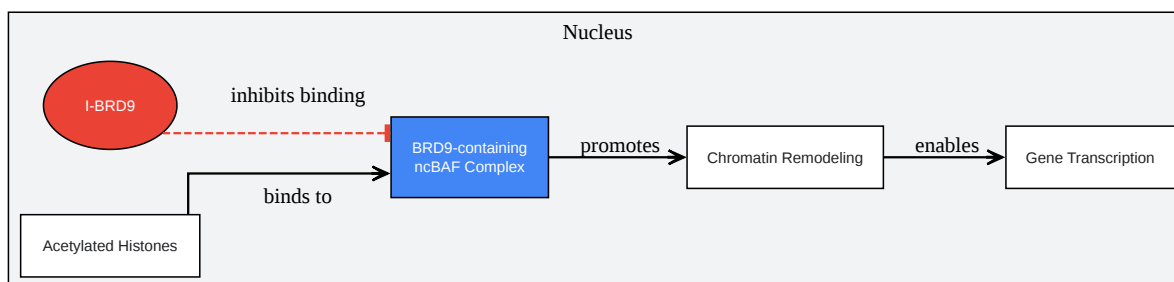 Nucleus
I-BRD9
inhibits binding
BRD9-containing
ncBAF Complex
promotes
Chromatin Remodeling
enables
Gene Transcription
binds to
Acetylated Histones